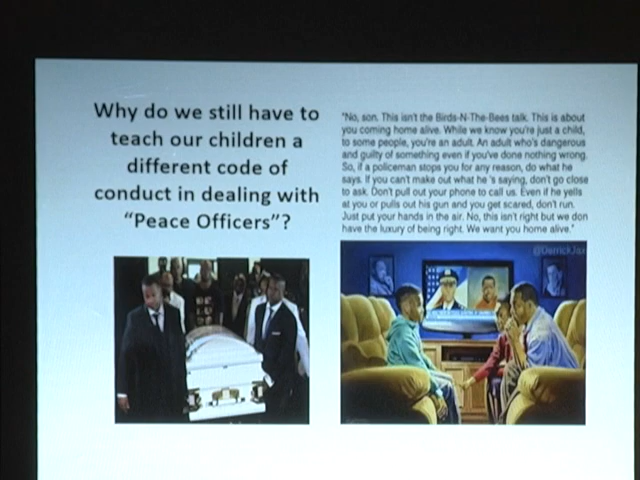 Why do we still have to
teach our children a
different code of
conduct in dealing with
"Peace Officers"?
"No, son. This isn't the Birds-N-The-Bees talk. This is about
you coming home alive. While we know you're just a child,
to some people, you're an adult. An adult who's dangerous
and guilty of something even if you've done nothing wrong.
So, if a policeman stops you for any reason, do what he
says. If you can't make out what he 's saying, don't go close
to ask. Don't pull out your phone to call us. Even if he yells
at you or pulls out his gun and you get scared, don't run.
Just put your hands in the air. No, this isn't right but we don
have the luxury of being right. We want you home alive."